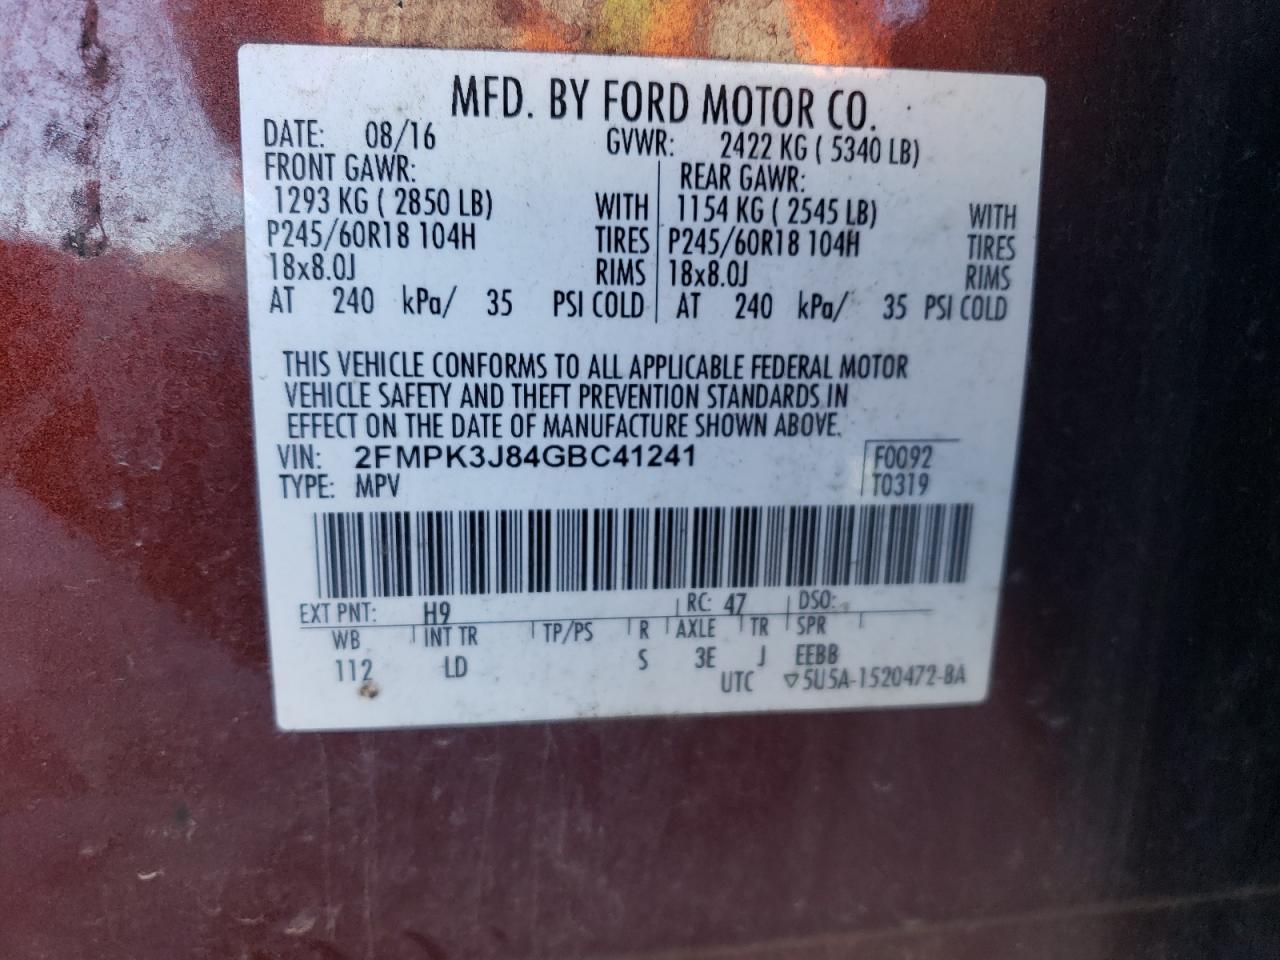 MFD. BY FORD MOTOR CO.
DATE: 08/16 GVWR: 2422 KG ( 5340 LB)
FRONT GAWR: REAR GAWR:
1293 KG ( 2850 LB) WITH 1154 KG ( 2545 LB) WITH
P245/60R18 104H TIRES P245/60R18 104H TIRES
18x8.0J RIMS 18x8.0J RIMS
AT 240 kPa/ 35 PSI COLD AT 240 kPa/ 35 PSI COLD
THIS VEHICLE CONFORMS TO ALL APPLICABLE FEDERAL MOTOR
VEHICLE SAFETY AND THEFT PREVENTION STANDARDS IN
EFFECT ON THE DATE OF MANUFACTURE SHOWN ABOVE.
VIN: 2FMPK3J84GBC41241 F0092
TYPE: MPV T0319
EXT PNT: H9 RC: 47 DSO:
WB INT TR TP/PS R AXLE TR SPR
112 LD S 3E J EEBB
UTC ▽5U5A-1520472-BA